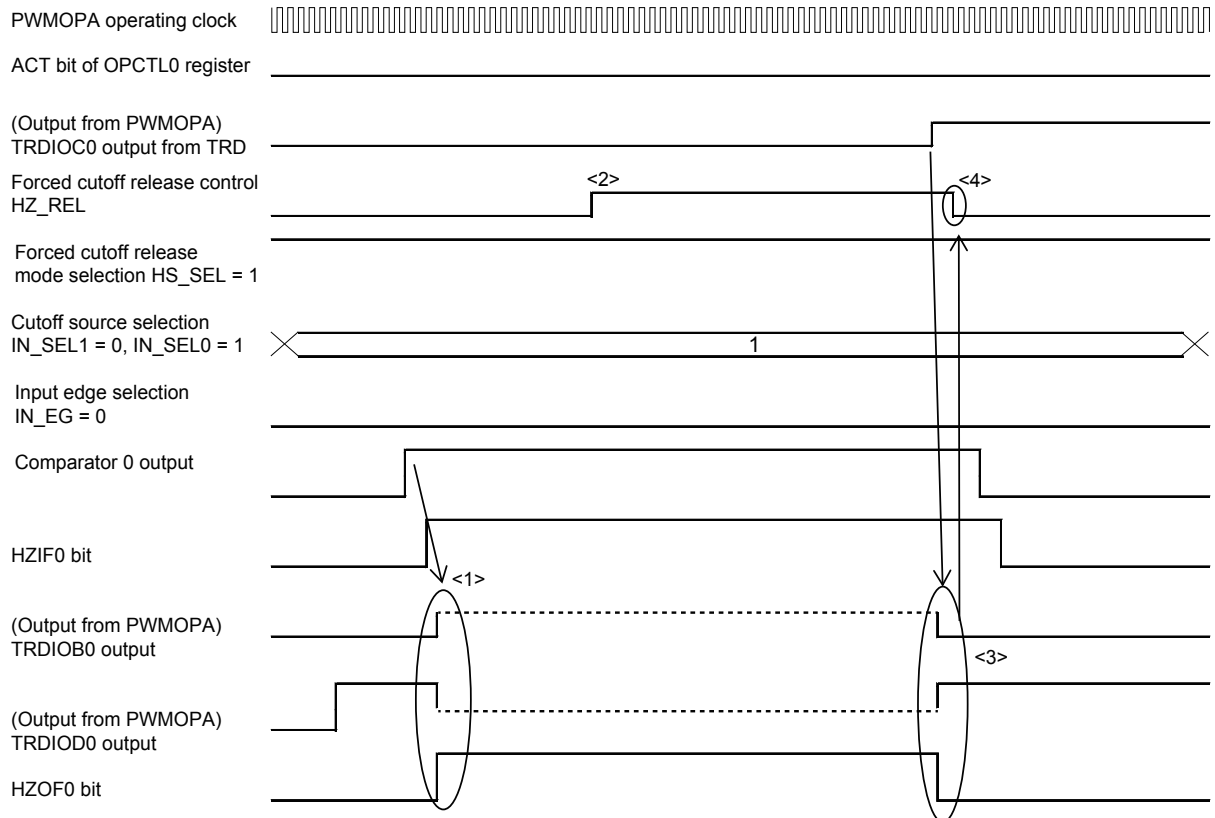 PWMOPA operating clock
ACT bit of OPCTL0 register
(Output from PWMOPA)
TRDIOC0 output from TRD
Forced cutoff release control
HZ_REL
<2>
<4>
Forced cutoff release
mode selection HS_SEL = 1
Cutoff source selection
IN_SEL1 = 0, IN_SEL0 = 1
1
Input edge selection
IN_EG = 0
Comparator 0 output
HZIF0 bit
<1>
(Output from PWMOPA)
TRDIOB0 output
<3>
(Output from PWMOPA)
TRDIOD0 output
HZOF0 bit